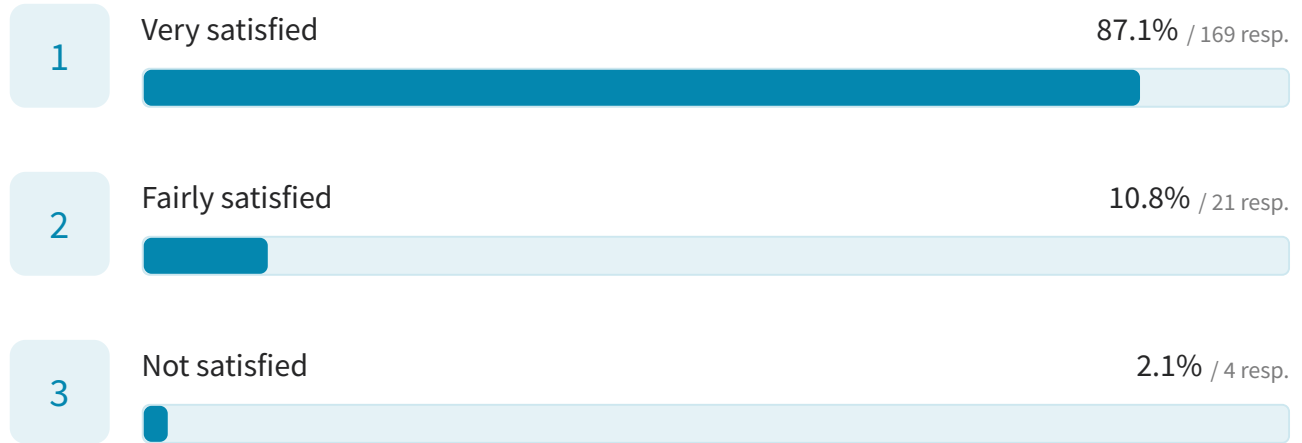 1
Very satisfied
87.1% / 169 resp.
2
Fairly satisfied
10.8% / 21 resp.
3
Not satisfied
2.1% / 4 resp.